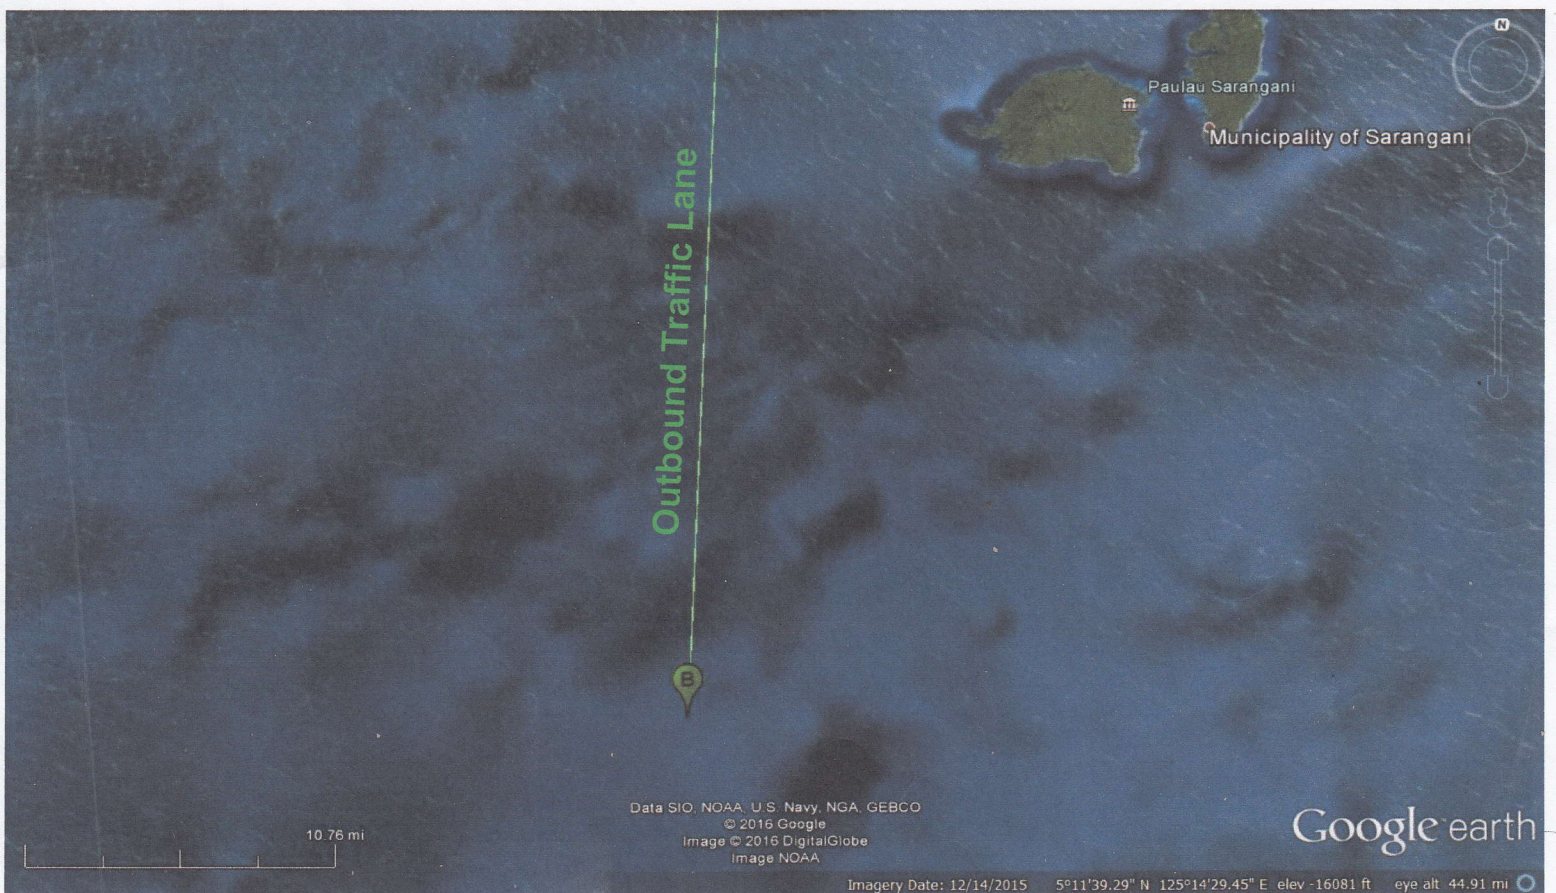 N
Paulau Sarangani
Municipality of Sarangani
Outbound Traffic Lane
B
Data SIO, NOAA, U.S. Navy, NGA, GEBCO
© 2016 Google
Image © 2016 DigitalGlobe
Image NOAA
10.76 mi
Google earth
Imagery Date: 12/14/2015 5°11'39.29" N 125°14'29.45" E elev -16081 ft eye alt 44.91 mi